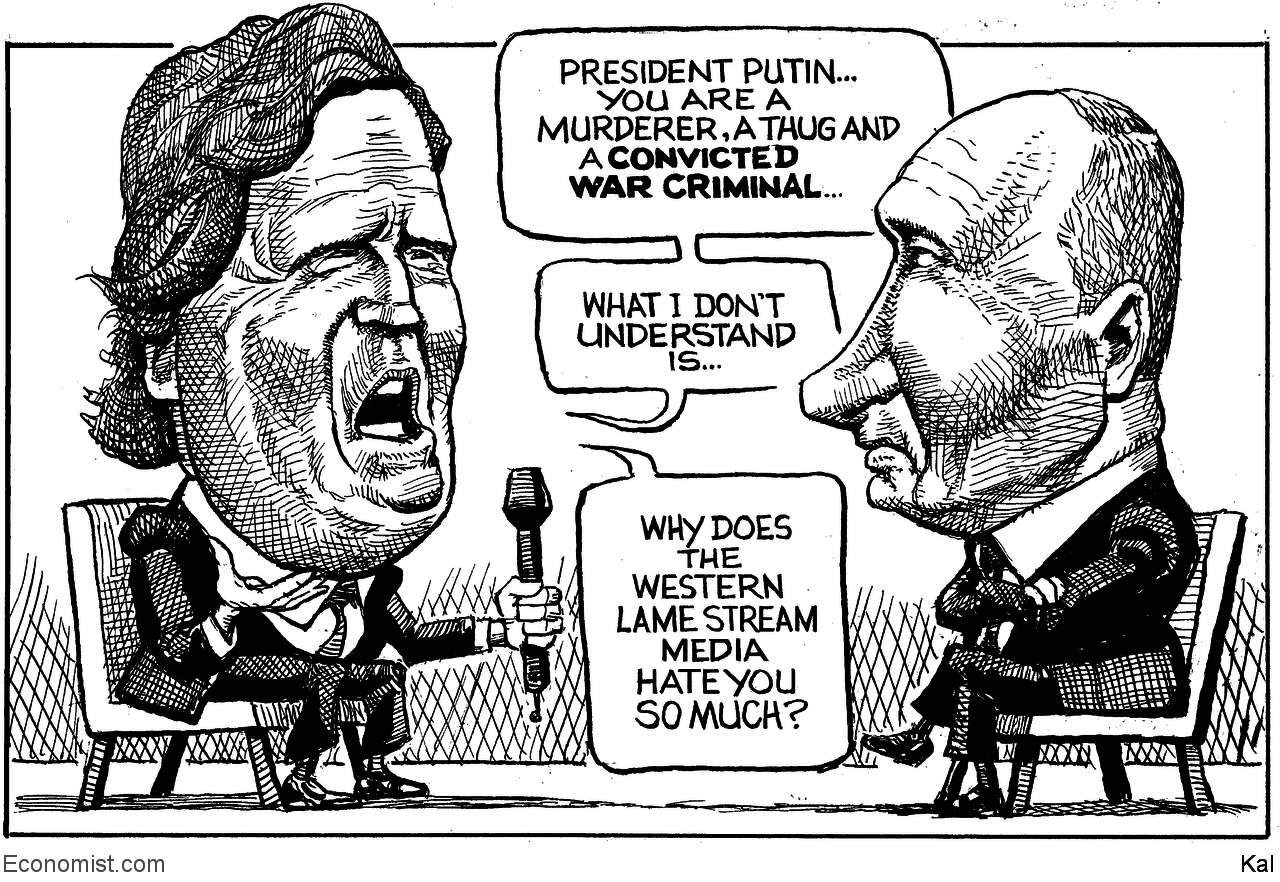 PRESIDENT PUTIN...
YOU ARE A
MURDERER, A THUG AND
A CONVICTED
WAR CRIMINAL...
WHAT I DON'T
UNDERSTAND
IS...
WHY DOES
THE
WESTERN
LAME STREAM
MEDIA
HATE YOU
SO MUCH?
Economist.com
Kal